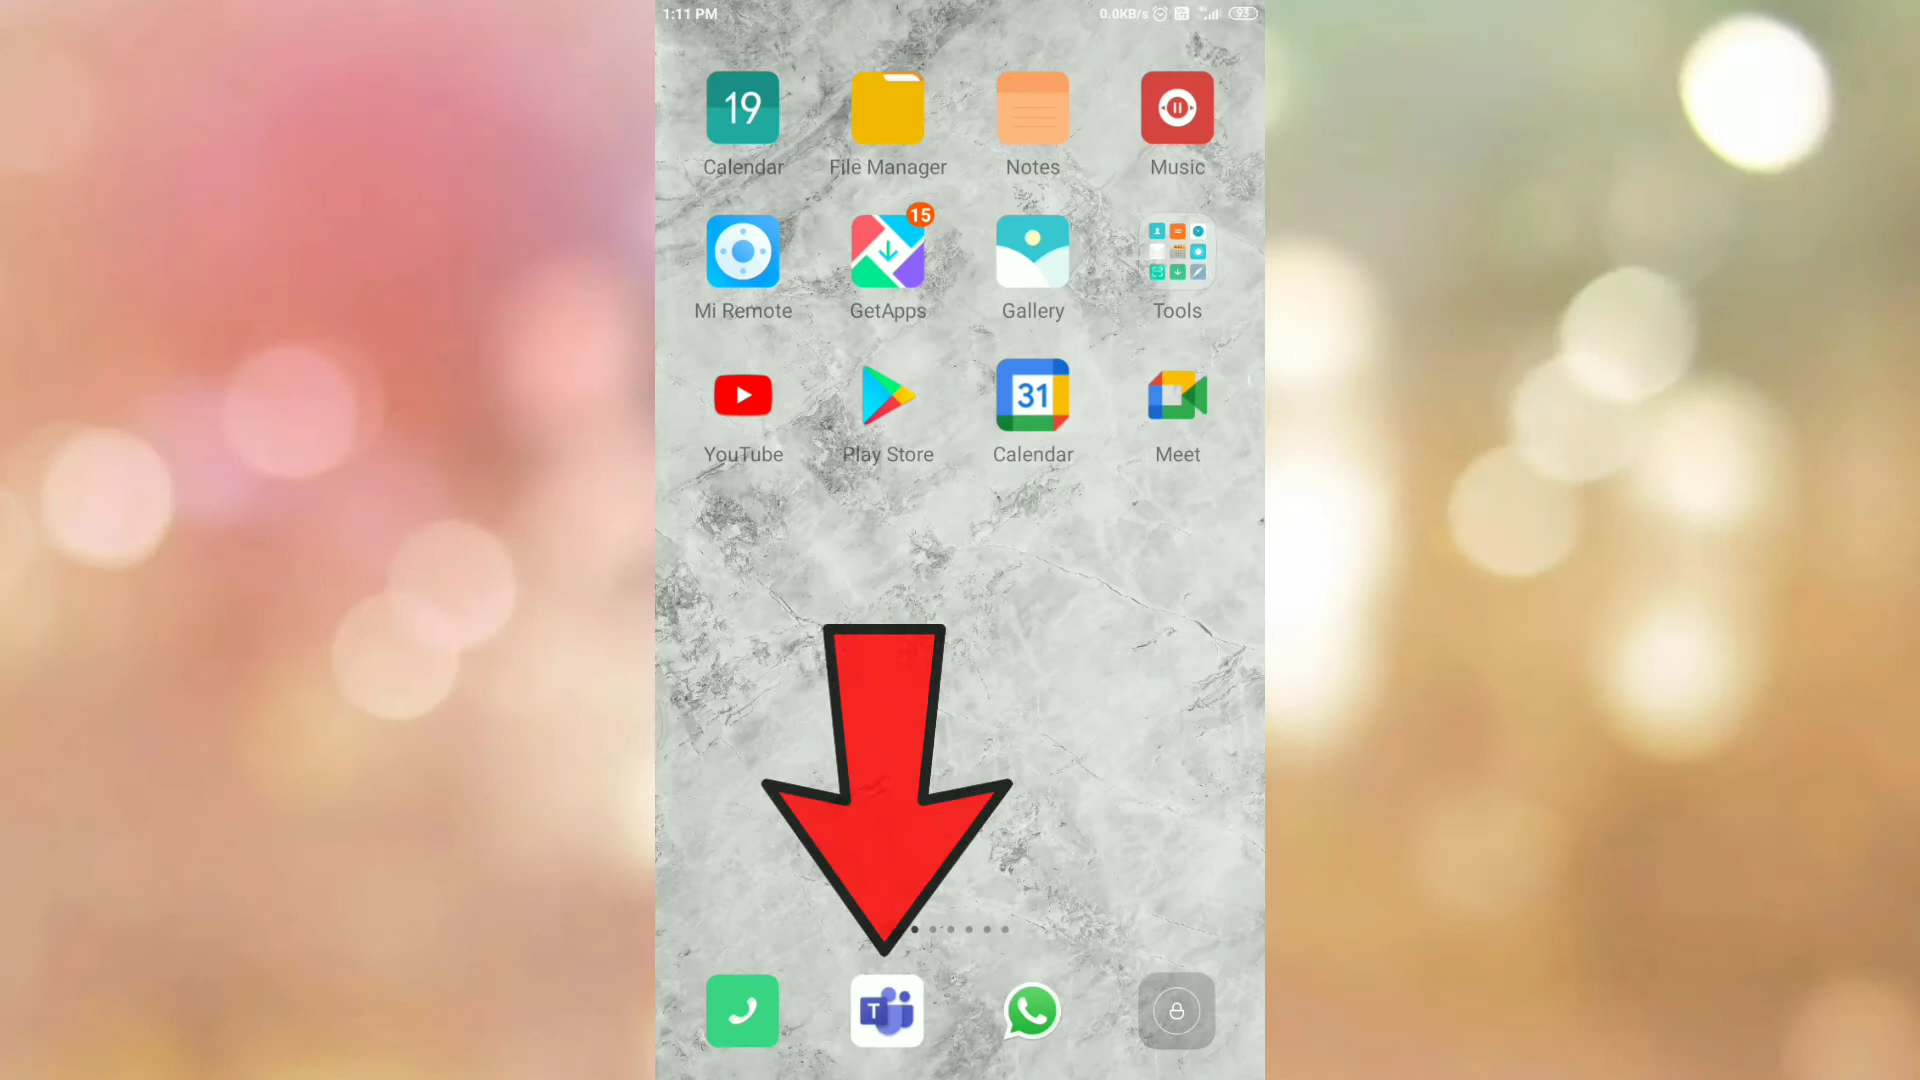 1:11 PM 0.0KB/s 93
19
Calendar File Manager Notes Music
15
Mi Remote GetApps Gallery Tools
31
YouTube Play Store Calendar Meet
T